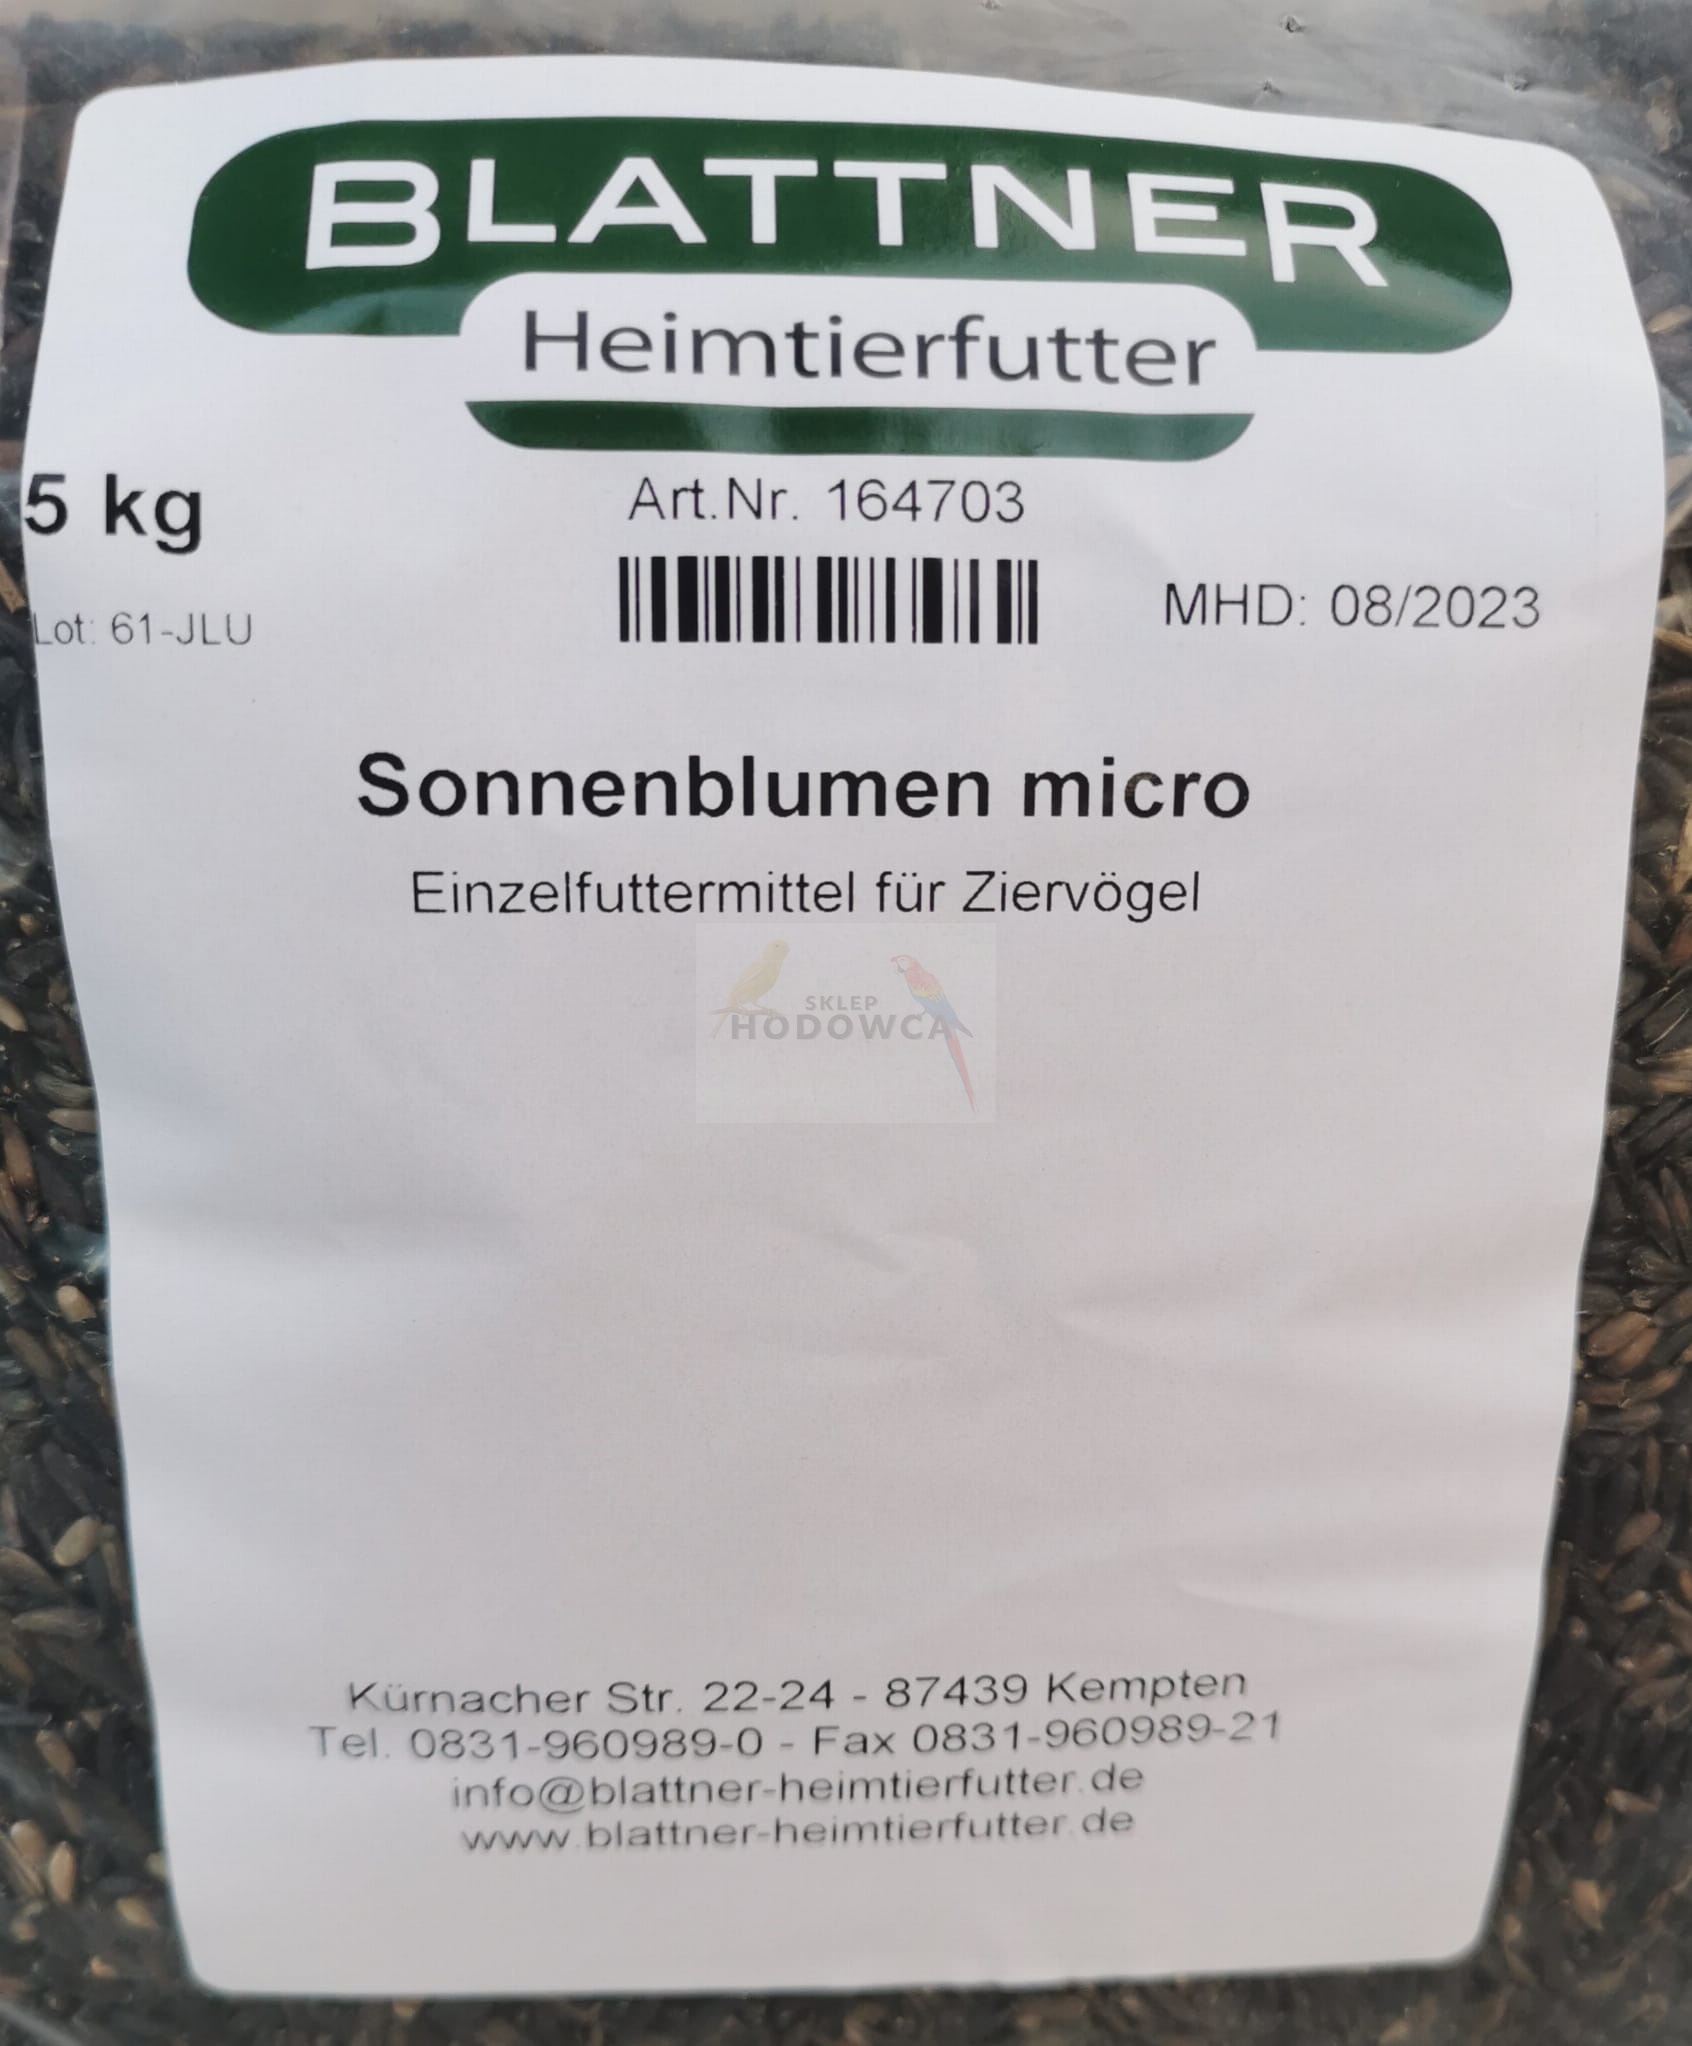 BLATTNER
Heimtierfutter
5 kg
Art.Nr. 164703
Lot: 61-JLU
MHD: 08/2023
Sonnenblumen micro
Einzelfuttermittel für Ziervögel
SKLEP
HODOWCA
Kürnacher Str. 22-24 - 87439 Kempten
Tel. 0831-960989-0 - Fax 0831-960989-21
info@blattner-heimtierfutter.de
www.blattner-heimtierfutter.de